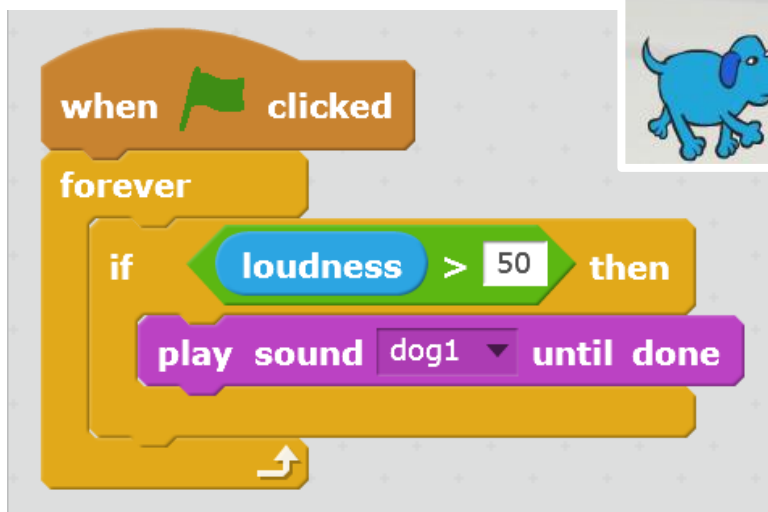 when clicked
forever
if loudness > 50 then
play sound dog1 until done